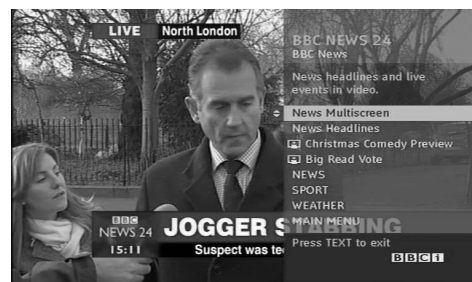 LIVE North London
BBC NEWS 24
BBC News
News headlines and live
events in video.
News Multiscreen
News Headlines
Christmas Comedy Preview
Big Read Vote
NEWS
SPORT
WEATHER
MAIN MENU
Press TEXT to exit
BBCi
BBC
NEWS 24
15:11
JOGGER STABBING
Suspect was